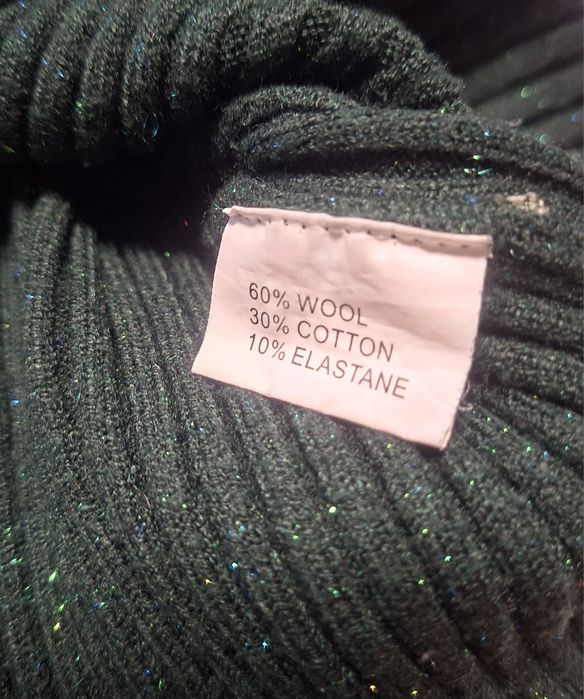 60% WOOL
30% COTTON
10% ELASTANE